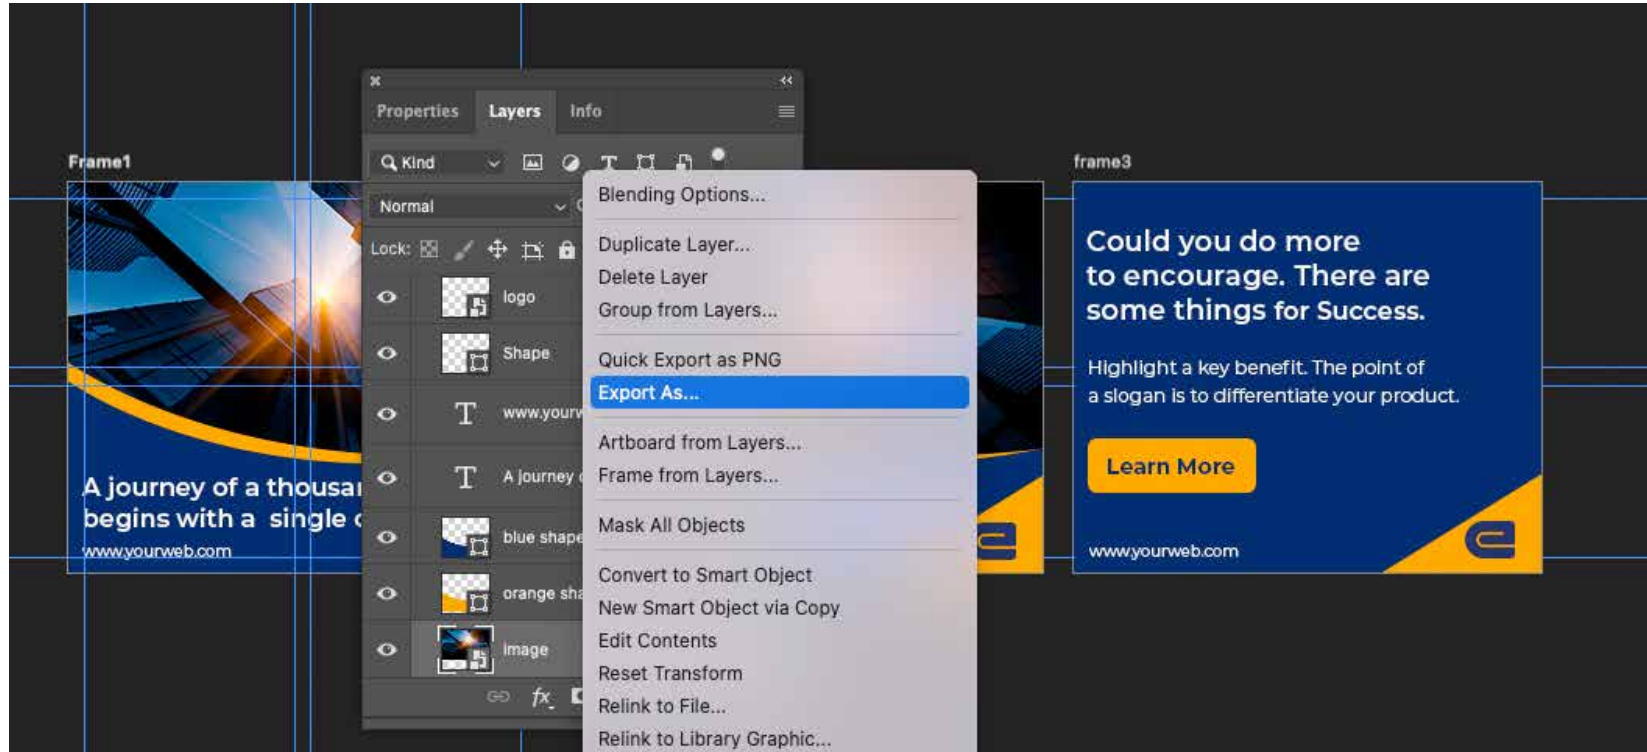 Properties Layers Info
Frame1
Kind
Normal
Lock:
logo
Shape
www.yourw
A journey
blue shape
orange sha
Image
fx
A journey of a thousa
begins with a single
www.yourweb.com
Blending Options...
Duplicate Layer...
Delete Layer
Group from Layers...
Quick Export as PNG
Export As...
Artboard from Layers...
Frame from Layers...
Mask All Objects
Convert to Smart Object
New Smart Object via Copy
Edit Contents
Reset Transform
Relink to File...
Relink to Library Graphic...
frame3
Could you do more
to encourage. There are
some things for Success.
Highlight a key benefit. The point of
a slogan is to differentiate your product.
Learn More
www.yourweb.com